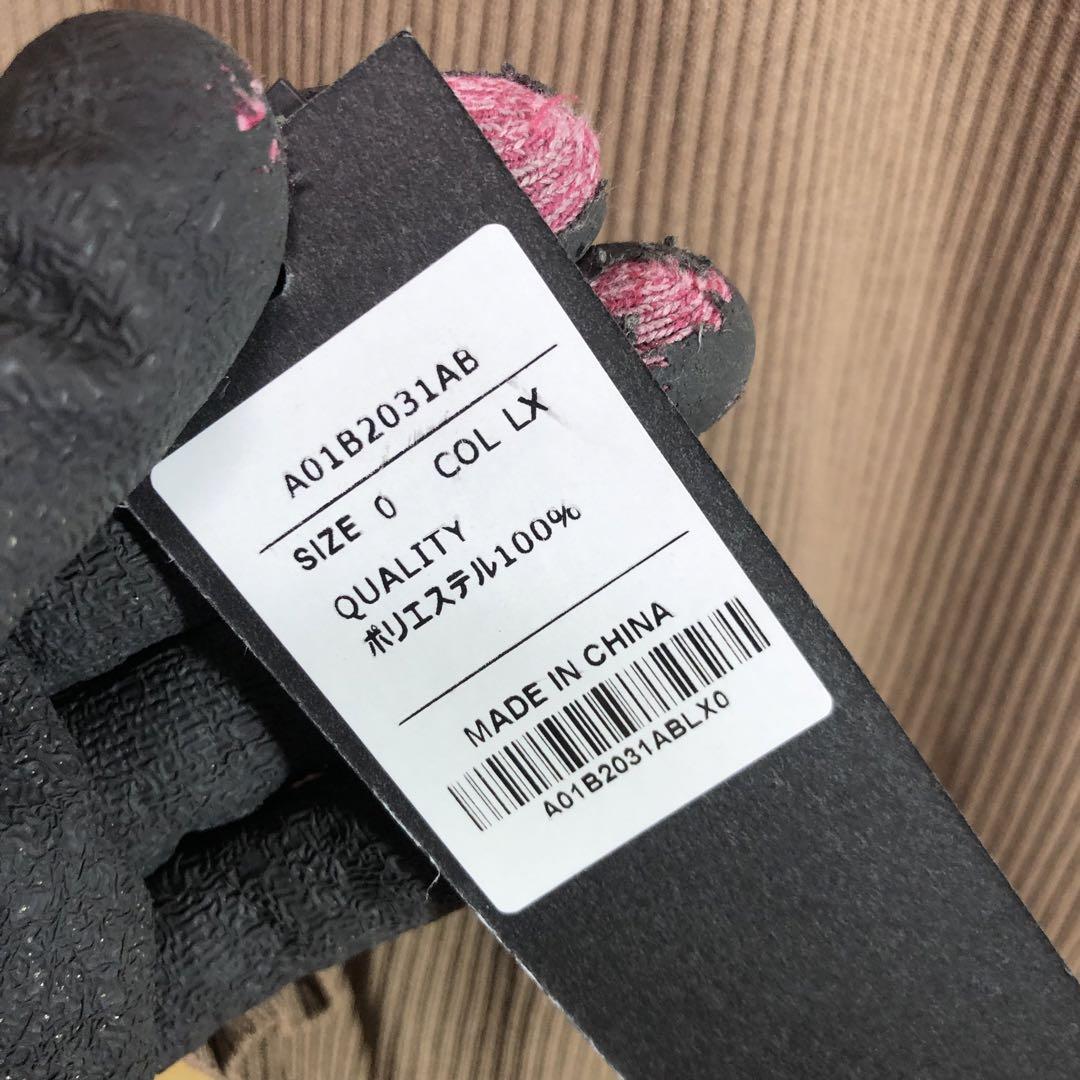 A01B2031AB
SIZE 0 COL LX
QUALITY
ポリエステル100%
MADE IN CHINA
A01B2031ABLX0